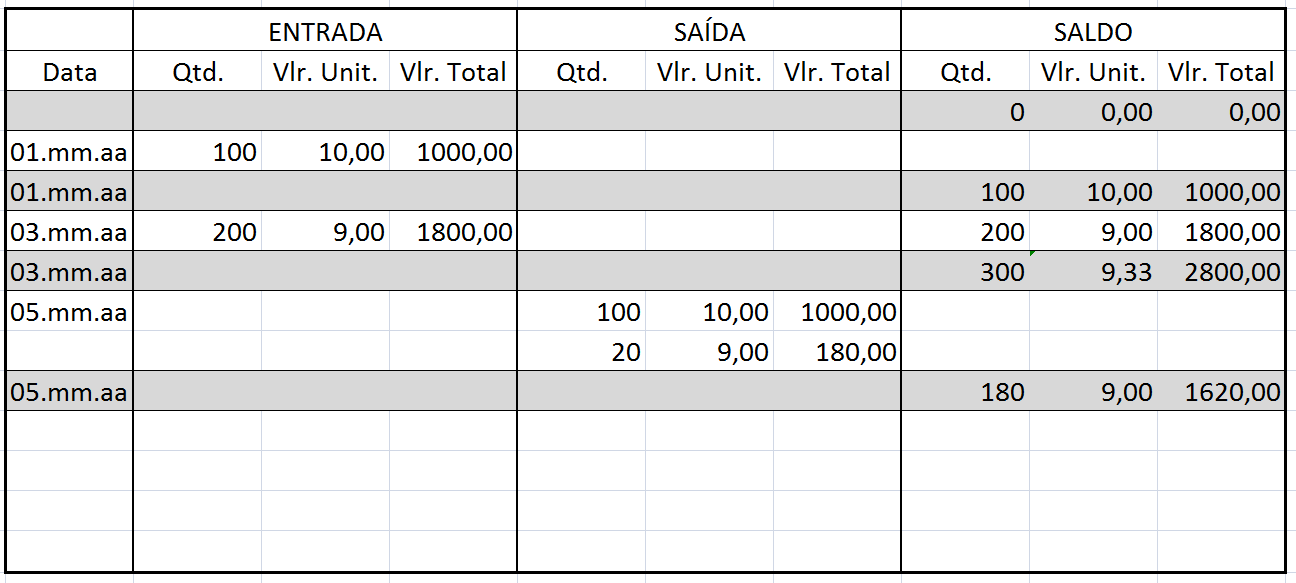 ENTRADA SAÍDA SALDO
Data Qtd. Vlr. Unit. Vlr. Total Qtd. Vlr. Unit. Vlr. Total Qtd. Vlr. Unit. Vlr. Total
0 0,00 0,00
01.mm.aa 100 10,00 1000,00
01.mm.aa 100 10,00 1000,00
03.mm.aa 200 9,00 1800,00 200 9,00 1800,00
03.mm.aa 300 9,33 2800,00
05.mm.aa 100 10,00 1000,00
20 9,00 180,00
05.mm.aa 180 9,00 1620,00